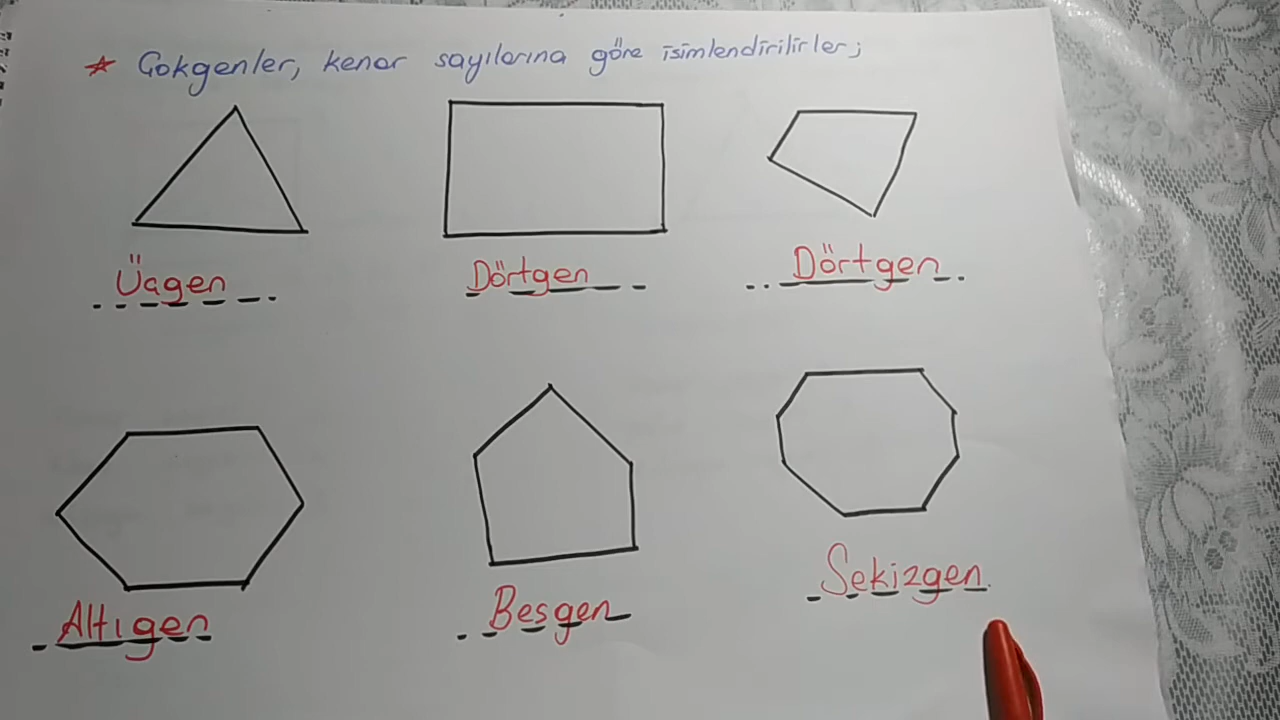 * Çokgenler, kenar sayılarına göre isimlendirilirler;
Üçgen
Dörtgen
Dörtgen
Altıgen
Beşgen
Sekizgen